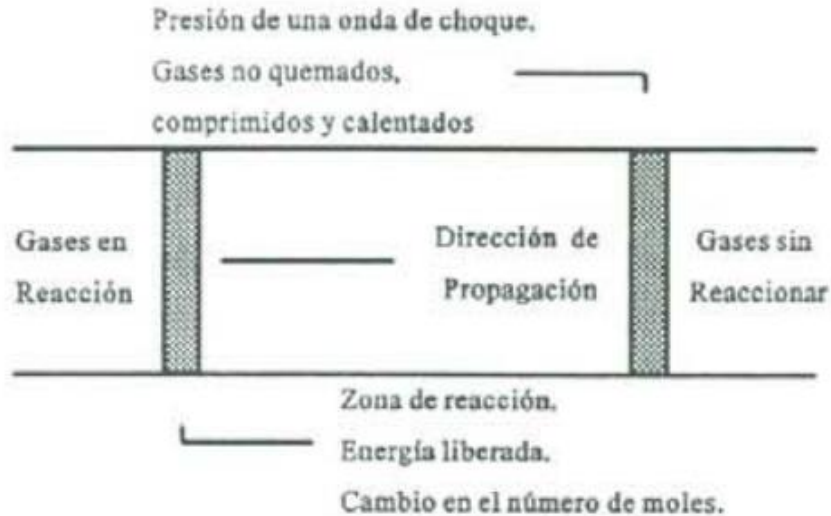 Presión de una onda de choque.
Gases no quemados,
comprimidos y calentados
Gases en
Reacción
Dirección de
Propagación
Gases sin
Reaccionar
Zona de reacción.
Energía liberada.
Cambio en el número de moles.